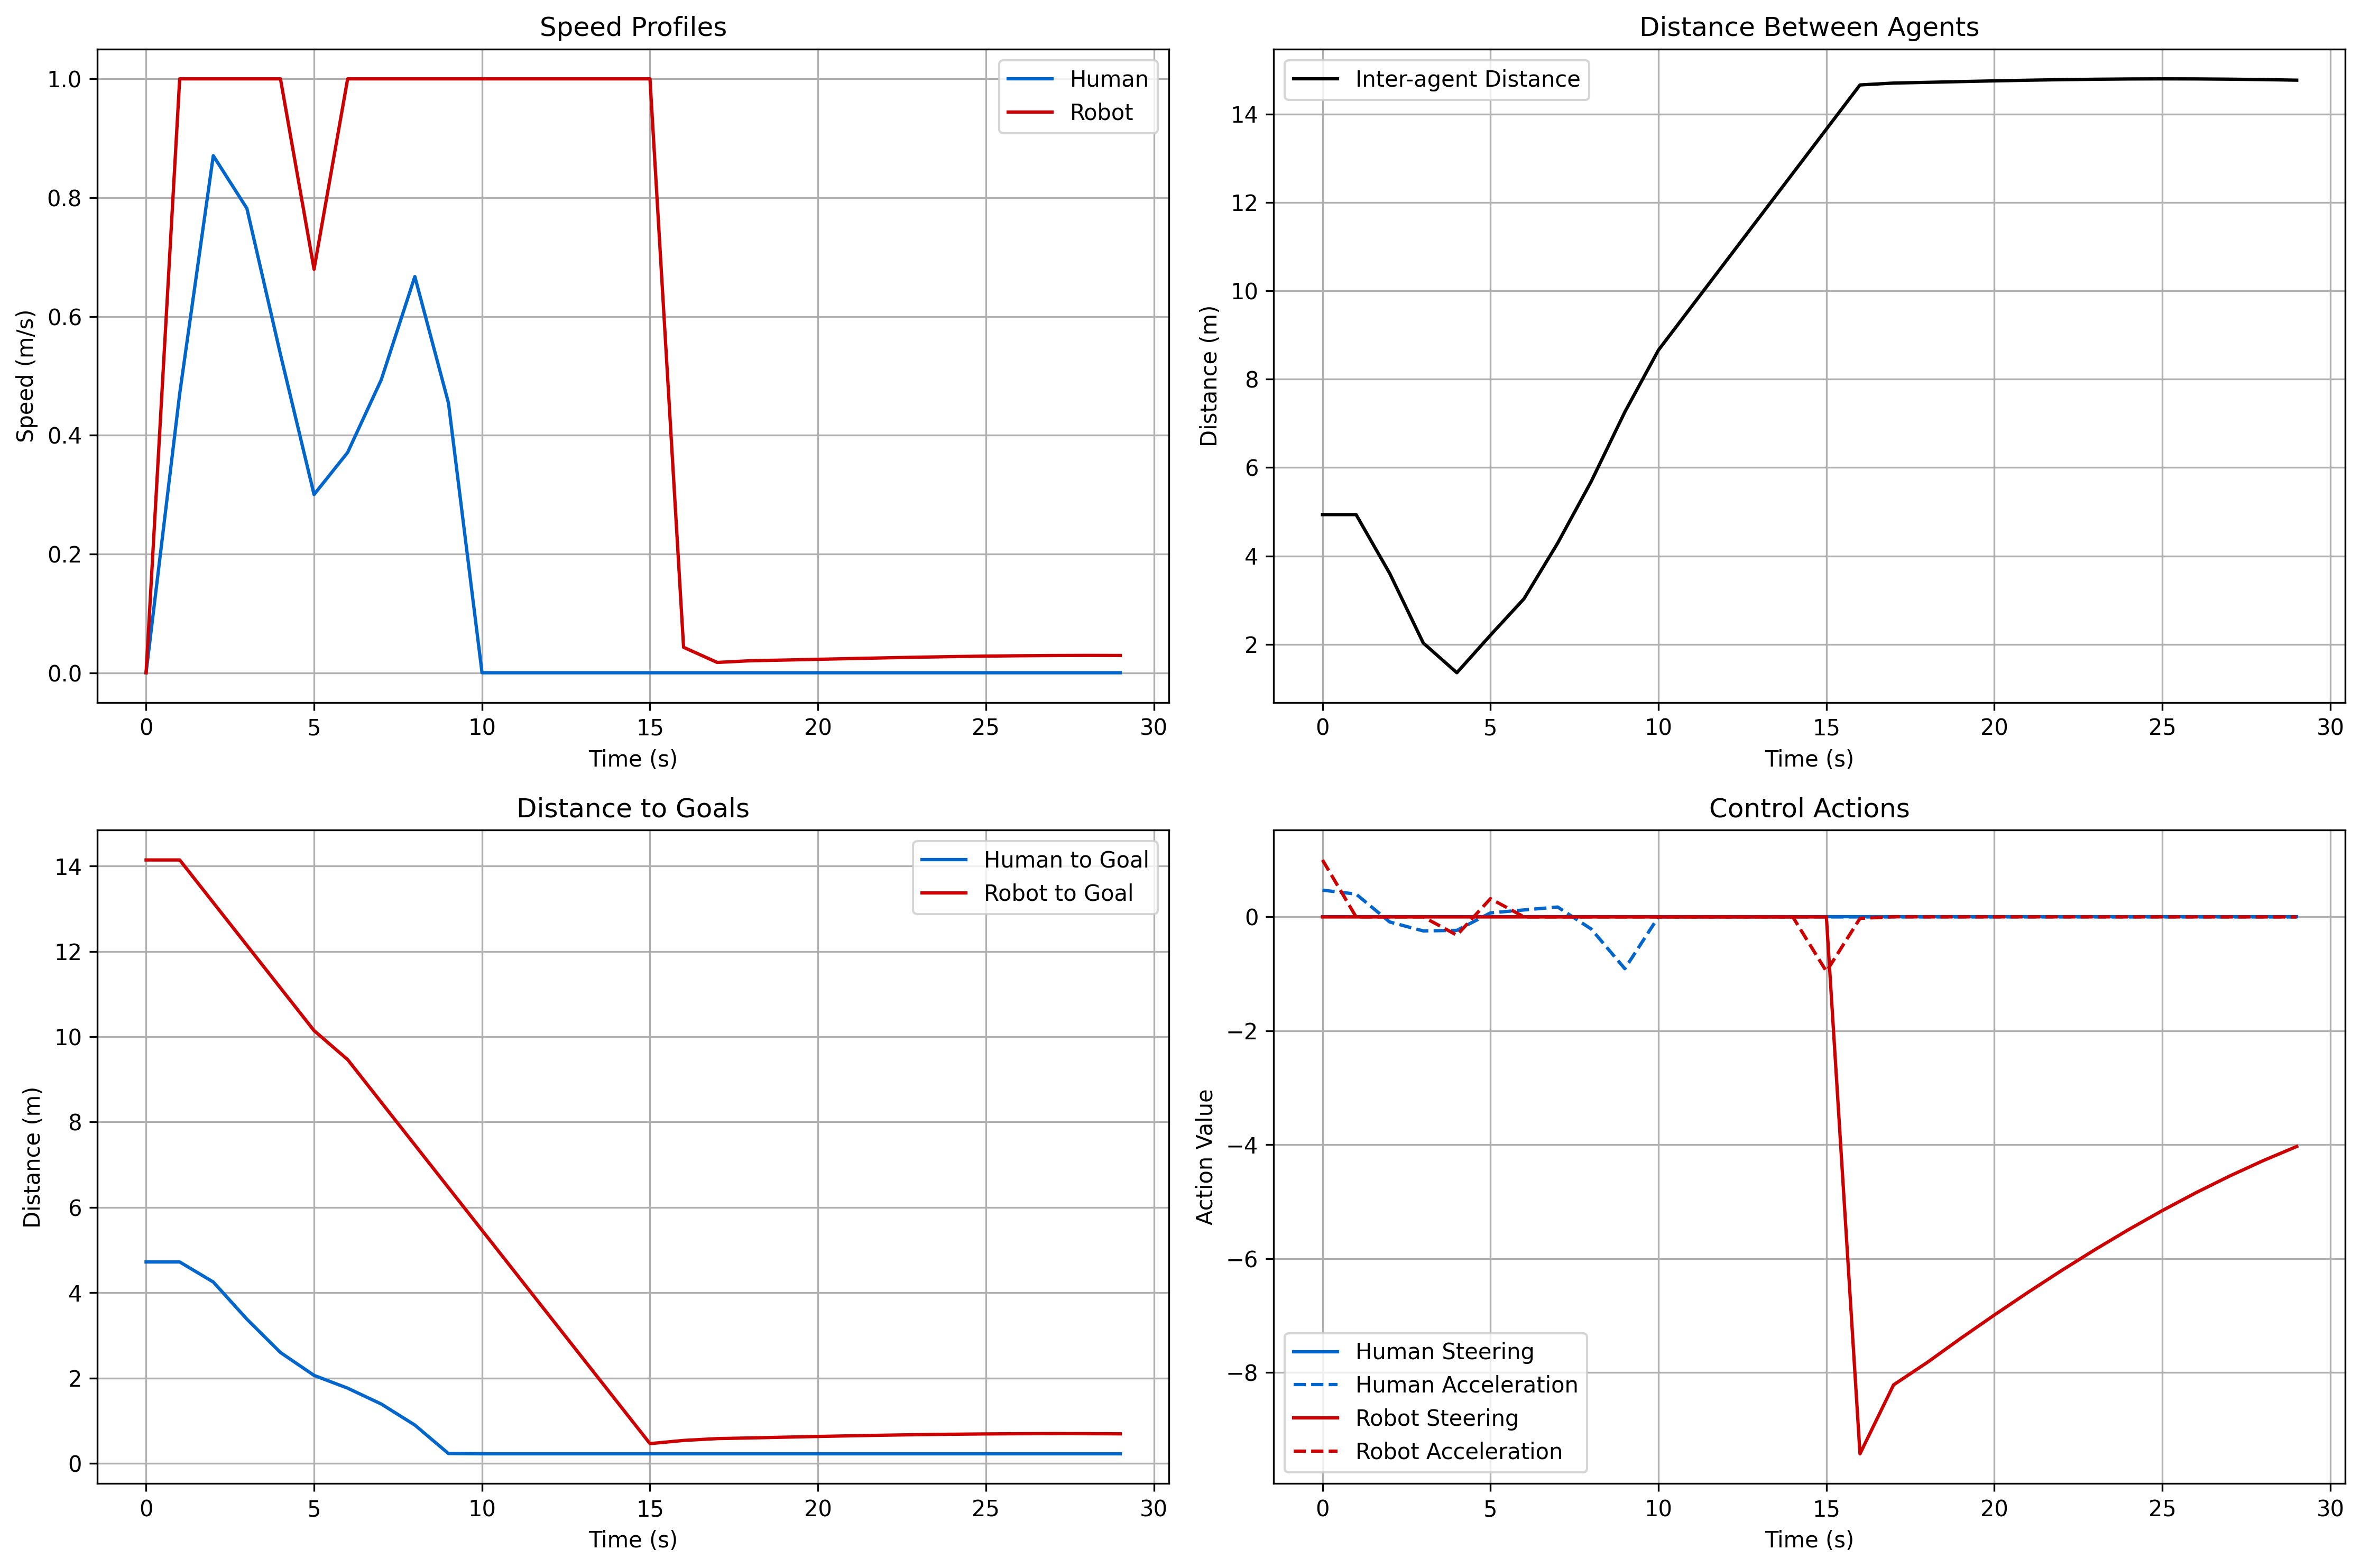 Speed Profiles
Speed (m/s)
1.0
0.8
0.6
0.4
0.2
0.0
Human
Robot
0 5 10 15 20 25 30
Time (s)
Distance Between Agents
Distance (m)
14
12
10
8
6
4
2
Inter-agent Distance
0 5 10 15 20 25 30
Time (s)
Distance to Goals
Distance (m)
14
12
10
8
6
4
2
0
Human to Goal
Robot to Goal
0 5 10 15 20 25 30
Time (s)
Control Actions
Action Value
0
−2
−4
−6
−8
Human Steering
Human Acceleration
Robot Steering
Robot Acceleration
0 5 10 15 20 25 30
Time (s)